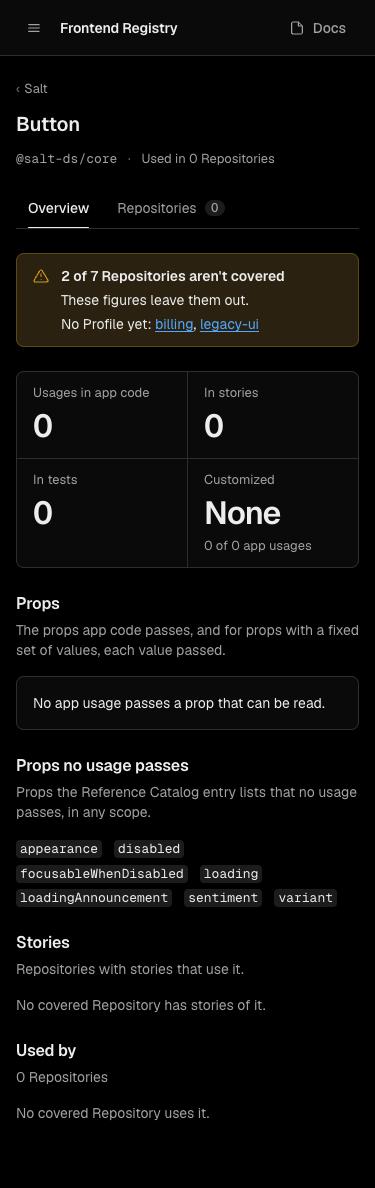 Frontend Registry
Docs
‹ Salt
Button
@salt-ds/core · Used in 0 Repositories
Overview
Repositories 0
2 of 7 Repositories aren't covered
These figures leave them out.
No Profile yet: billing, legacy-ui
Usages in app code
0
In stories
0
In tests
0
Customized
None
0 of 0 app usages
Props
The props app code passes, and for props with a fixed
set of values, each value passed.
No app usage passes a prop that can be read.
Props no usage passes
Props the Reference Catalog entry lists that no usage
passes, in any scope.
appearance disabled
focusableWhenDisabled loading
loadingAnnouncement sentiment variant
Stories
Repositories with stories that use it.
No covered Repository has stories of it.
Used by
0 Repositories
No covered Repository uses it.